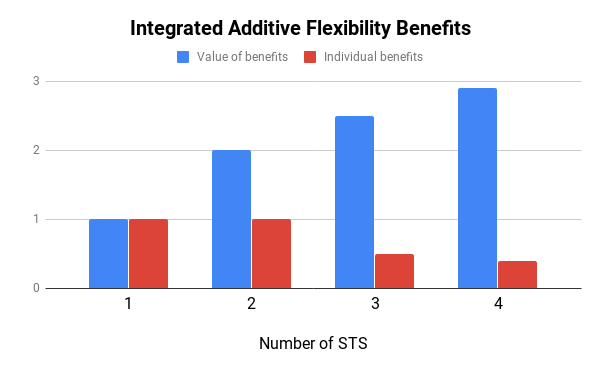 Integrated Additive Flexibility Benefits
Value of benefits Individual benefits
3
2
1
0
1 2 3 4
Number of STS